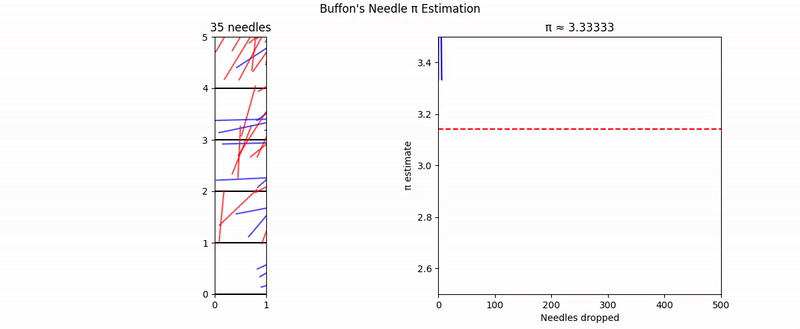 Buffon's Needle π Estimation
35 needles
5
4
3
2
1
0
0 1
π ≈ 3.33333
π estimate
3.4
3.2
3.0
2.8
2.6
0 100 200 300 400 500
Needles dropped